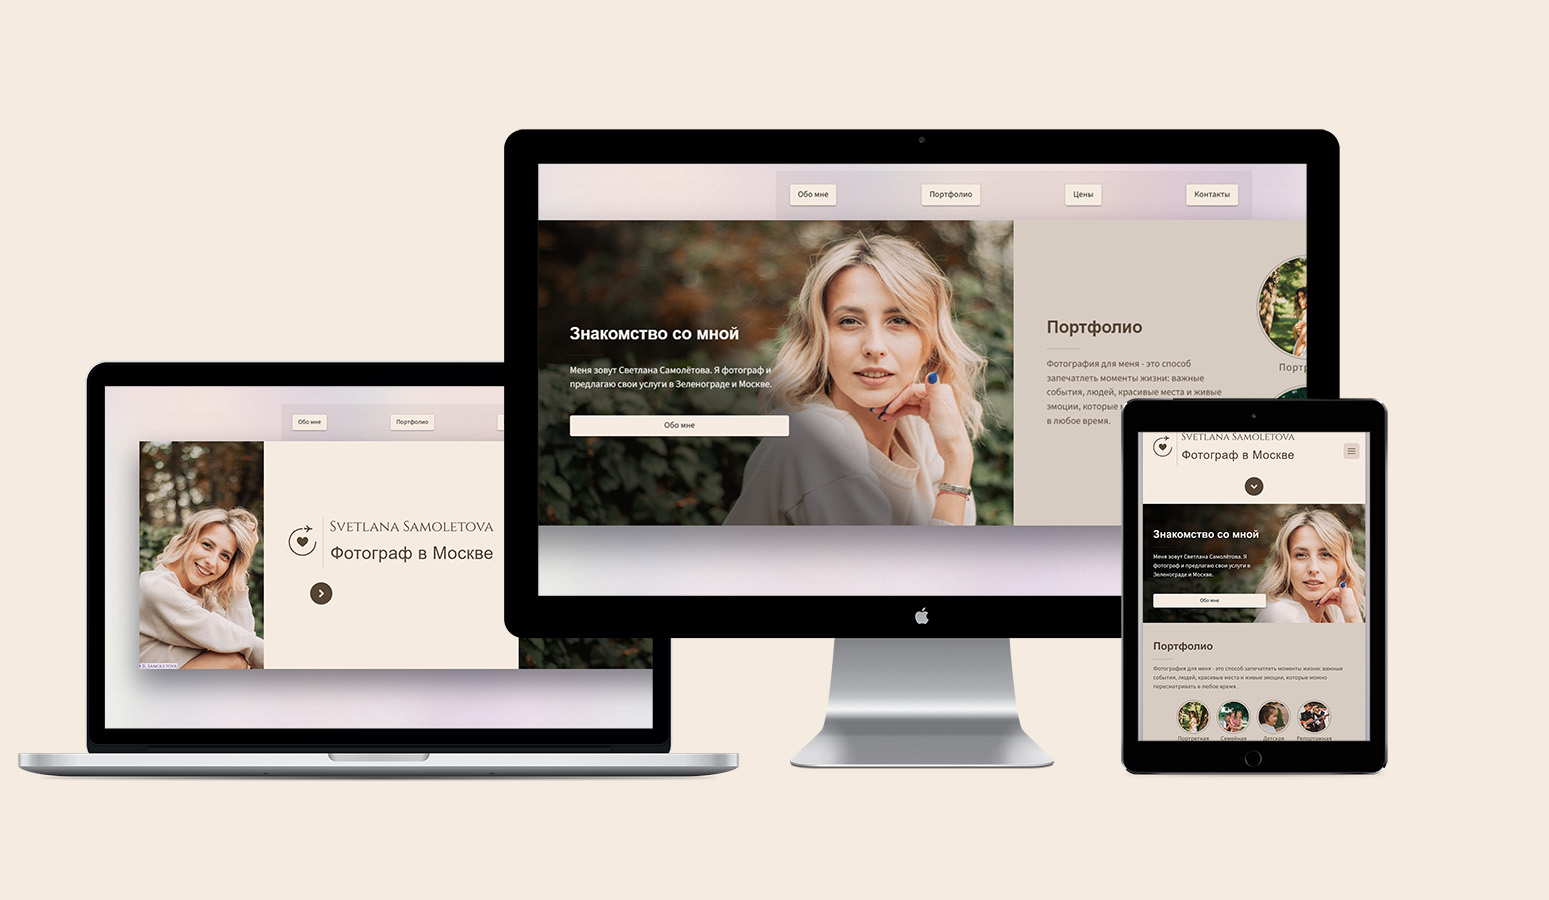 Обо мне
Портфолио
Цены
Контакты
Знакомство со мной
Меня зовут Светлана Самолётова. Я фотограф и
предлагаю свои услуги в Зеленограде и Москве.
Обо мне
Портфолио
Фотография для меня - это способ
запечатлеть моменты жизни: важные
события, людей, красивые места и живые
эмоции, которые
в любое время.
Портр
Обо мне
Портфолио
Svetlana Samoletova
Фотограф в Москве
Svetlana Samoletova
Фотограф в Москве
Знакомство со мной
Меня зовут Светлана Самолётова. Я
фотограф и предлагаю свои услуги в
Зеленограде и Москве.
Обо мне
Портфолио
Фотография для меня - это способ запечатлеть моменты жизни: важные
события, людей, красивые места и живые эмоции, которые можно
пересматривать в любое время.
Портретная
Семейная
Детская
Репортажная